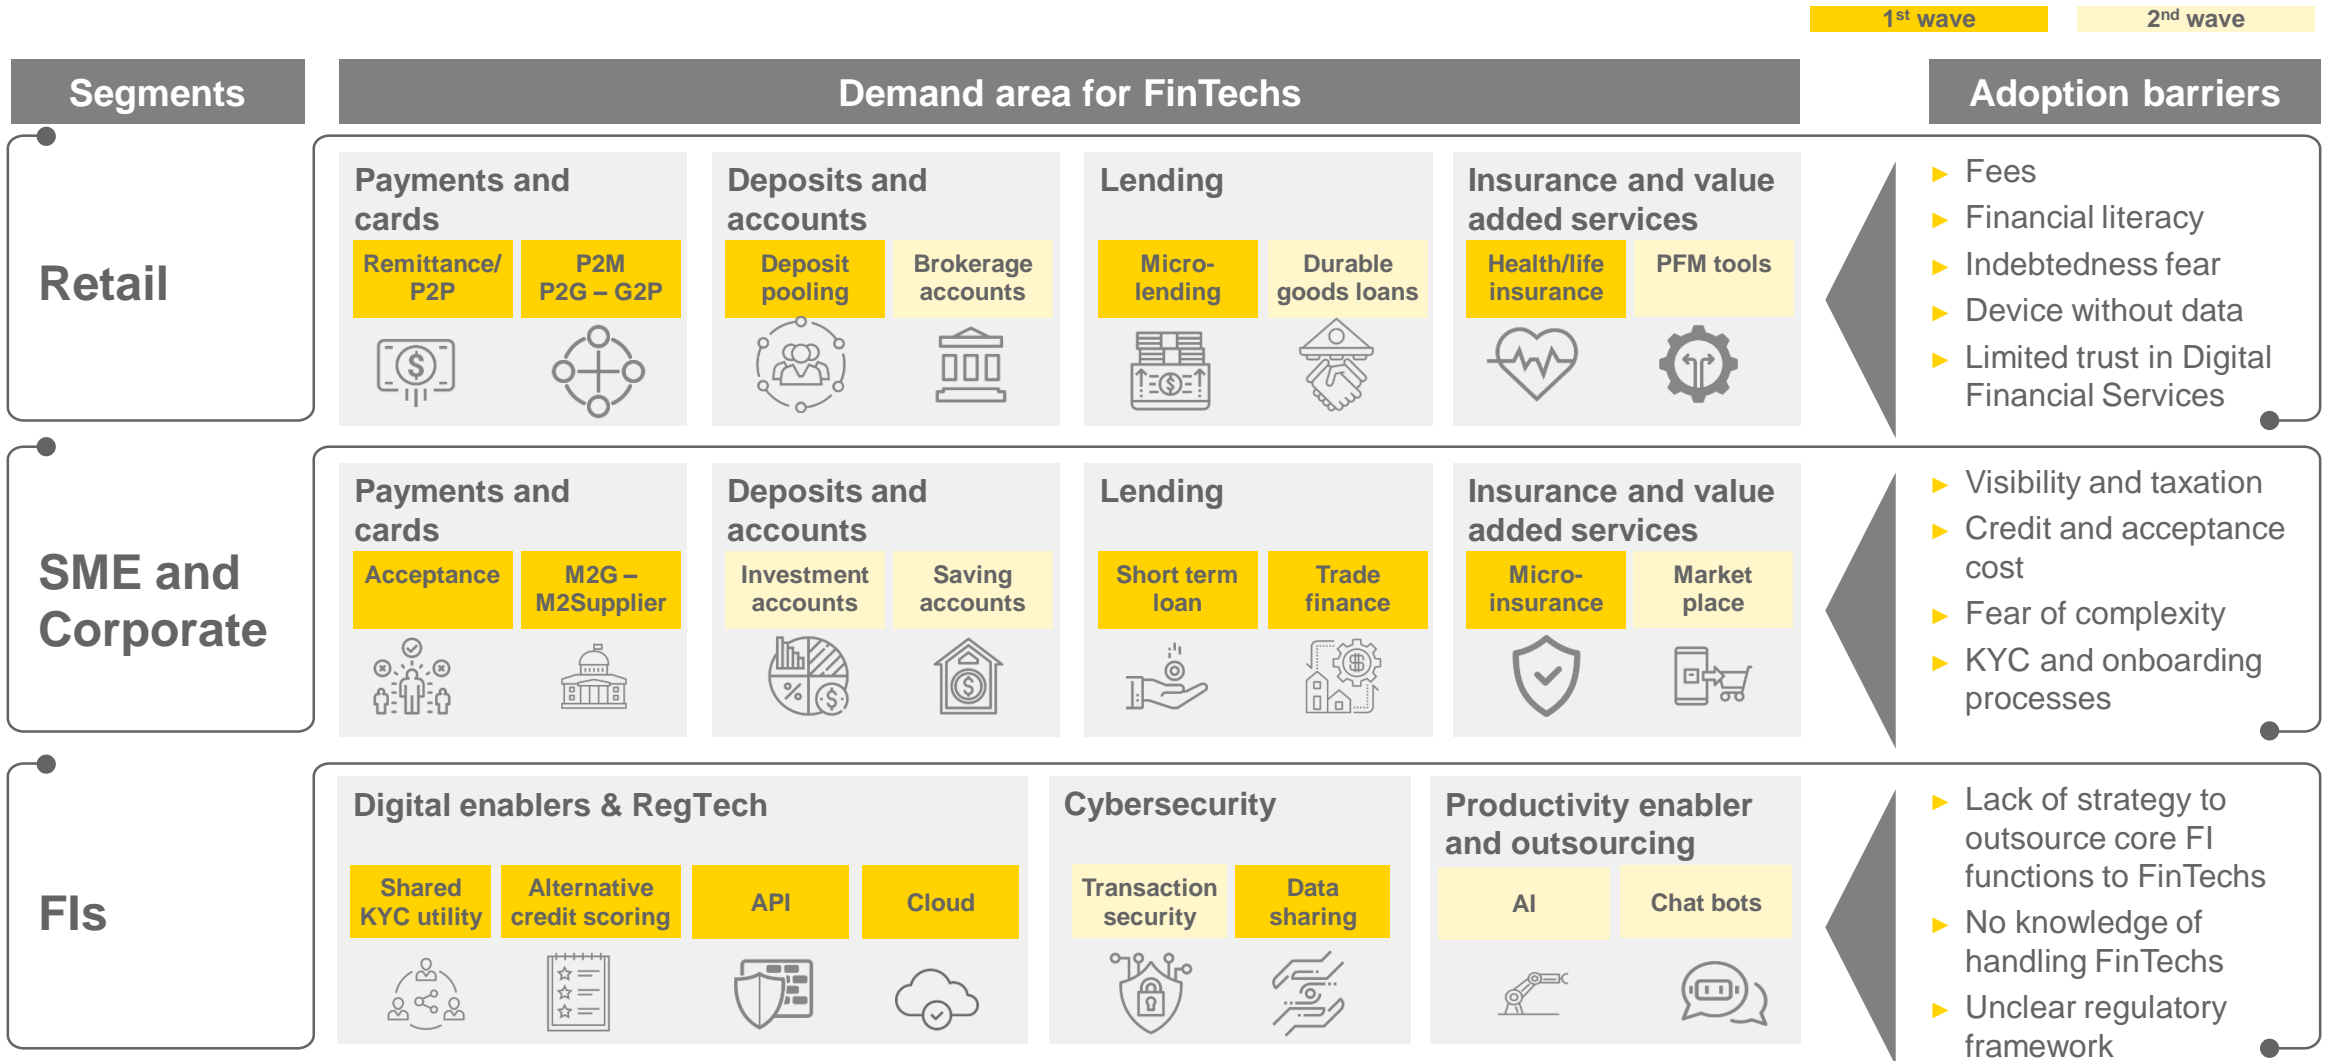 1st wave
2nd wave
Segments
Demand area for FinTechs
Adoption barriers
Retail
Payments and
cards
Remittance/
P2P
P2M
P2G – G2P
Deposits and
accounts
Deposit
pooling
Brokerage
accounts
Lending
Micro-
lending
Durable
goods loans
Insurance and value
added services
Health/life
insurance
PFM tools
► Fees
► Financial literacy
► Indebtedness fear
► Device without data
► Limited trust in Digital
Financial Services
SME and
Corporate
Payments and
cards
Acceptance
M2G –
M2Supplier
Deposits and
accounts
Investment
accounts
Saving
accounts
Lending
Short term
loan
Trade
finance
Insurance and value
added services
Micro-
insurance
Market
place
► Visibility and taxation
► Credit and acceptance
cost
► Fear of complexity
► KYC and onboarding
processes
FIs
Digital enablers & RegTech
Shared
KYC utility
Alternative
credit scoring
API
Cloud
Cybersecurity
Transaction
security
Data
sharing
Productivity enabler
and outsourcing
AI
Chat bots
► Lack of strategy to
outsource core FI
functions to FinTechs
► No knowledge of
handling FinTechs
► Unclear regulatory
framework